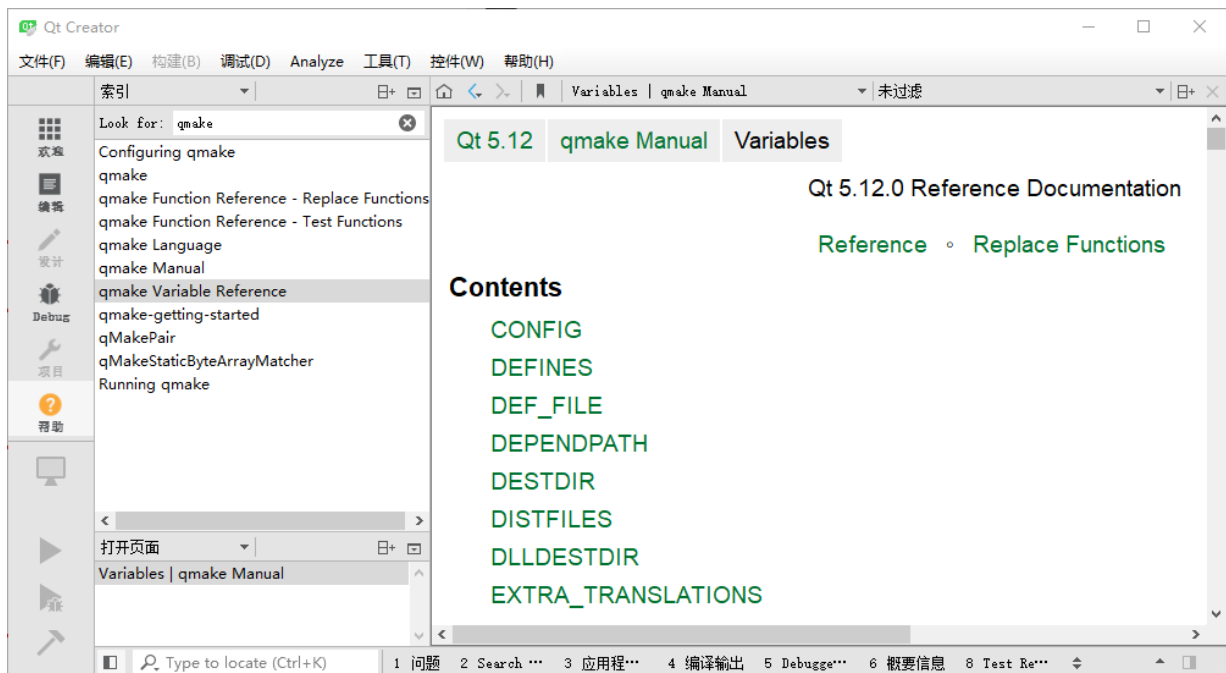 Qt Creator
文件(F) 编辑(E) 构建(B) 调试(D) Analyze 工具(T) 控件(W) 帮助(H)
索引
Variables | qmake Manual
未过滤
欢迎
编辑
设计
Debug
项目
帮助
Look for: qmake
Configuring qmake
qmake
qmake Function Reference - Replace Functions
qmake Function Reference - Test Functions
qmake Language
qmake Manual
qmake Variable Reference
qmake-getting-started
qMakePair
qMakeStaticByteArrayMatcher
Running qmake
打开页面
Variables | qmake Manual
Qt 5.12 qmake Manual Variables
Qt 5.12.0 Reference Documentation
Reference ◦ Replace Functions
Contents
CONFIG
DEFINES
DEF_FILE
DEPENDPATH
DESTDIR
DISTFILES
DLLDESTDIR
EXTRA_TRANSLATIONS
Type to locate (Ctrl+K) 1 问题 2 Search … 3 应用程… 4 编译输出 5 Debugge… 6 概要信息 8 Test Re…